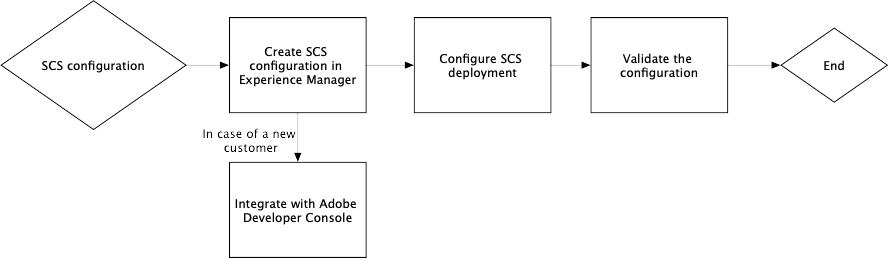 SCS configuration
Create SCS
configuration in
Experience Manager
Configure SCS
deployment
Validate the
configuration
End
In case of a new
customer
Integrate with Adobe
Developer Console